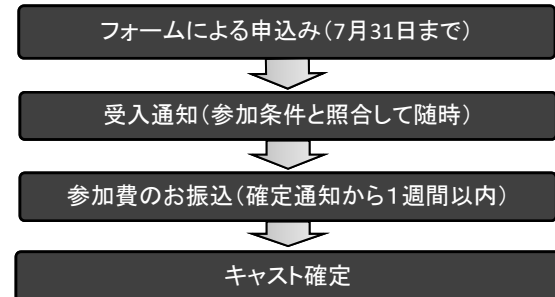 フォームによる申込み（7月31日まで）
受入通知（参加条件と照合して随時）
参加費のお振込（確定通知から１週間以内）
キャスト確定